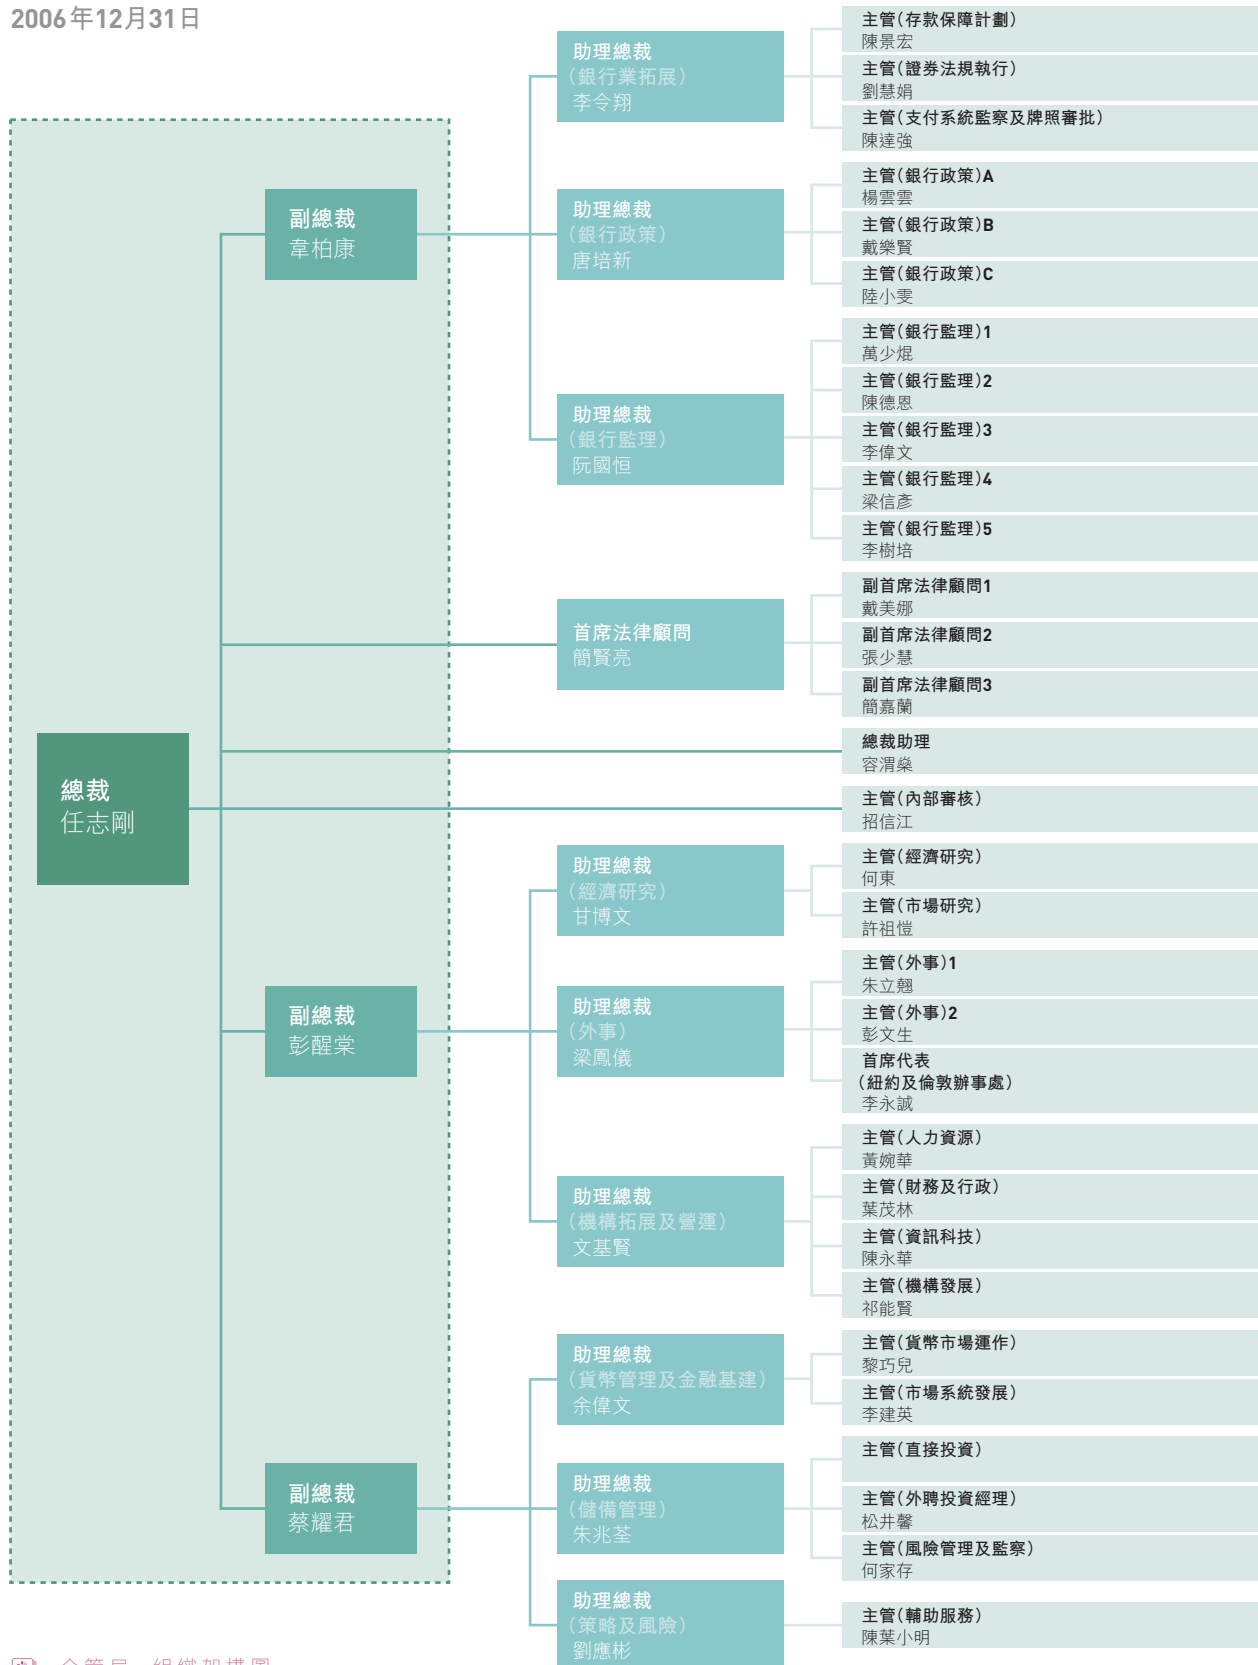 2006年12月31日
總裁
任志剛
副總裁
韋柏康
助理總裁
(銀行業拓展)
李令翔
主管(存款保障計劃)
陳景宏
主管(證券法規執行)
劉慧娟
主管(支付系統監察及牌照審批)
陳達強
助理總裁
(銀行政策)
唐培新
主管(銀行政策)A
楊雲雲
主管(銀行政策)B
戴樂賢
主管(銀行政策)C
陸小雯
助理總裁
(銀行監理)
阮國恒
主管(銀行監理)1
萬少焜
主管(銀行監理)2
陳德恩
主管(銀行監理)3
李偉文
主管(銀行監理)4
梁信彥
主管(銀行監理)5
李樹培
首席法律顧問
簡賢亮
副首席法律顧問1
戴美娜
副首席法律顧問2
張少慧
副首席法律顧問3
簡嘉蘭
總裁助理
容渭燊
主管(內部審核)
招信江
副總裁
彭醒棠
助理總裁
(經濟研究)
甘博文
主管(經濟研究)
何東
主管(市場研究)
許祖愷
助理總裁
(外事)
梁鳳儀
主管(外事)1
朱立翹
主管(外事)2
彭文生
首席代表
(紐約及倫敦辦事處)
李永誠
助理總裁
(機構拓展及營運)
文基賢
主管(人力資源)
黃婉華
主管(財務及行政)
葉茂林
主管(資訊科技)
陳永華
主管(機構發展)
祁能賢
副總裁
蔡耀君
助理總裁
(貨幣管理及金融基建)
余偉文
主管(貨幣市場運作)
黎巧兒
主管(市場系統發展)
李建英
助理總裁
(儲備管理)
朱兆荃
主管(直接投資)
主管(外聘投資經理)
松井馨
主管(風險管理及監察)
何家存
助理總裁
(策略及風險)
劉應彬
主管(輔助服務)
陳葉小明
金管局 組織架構圖